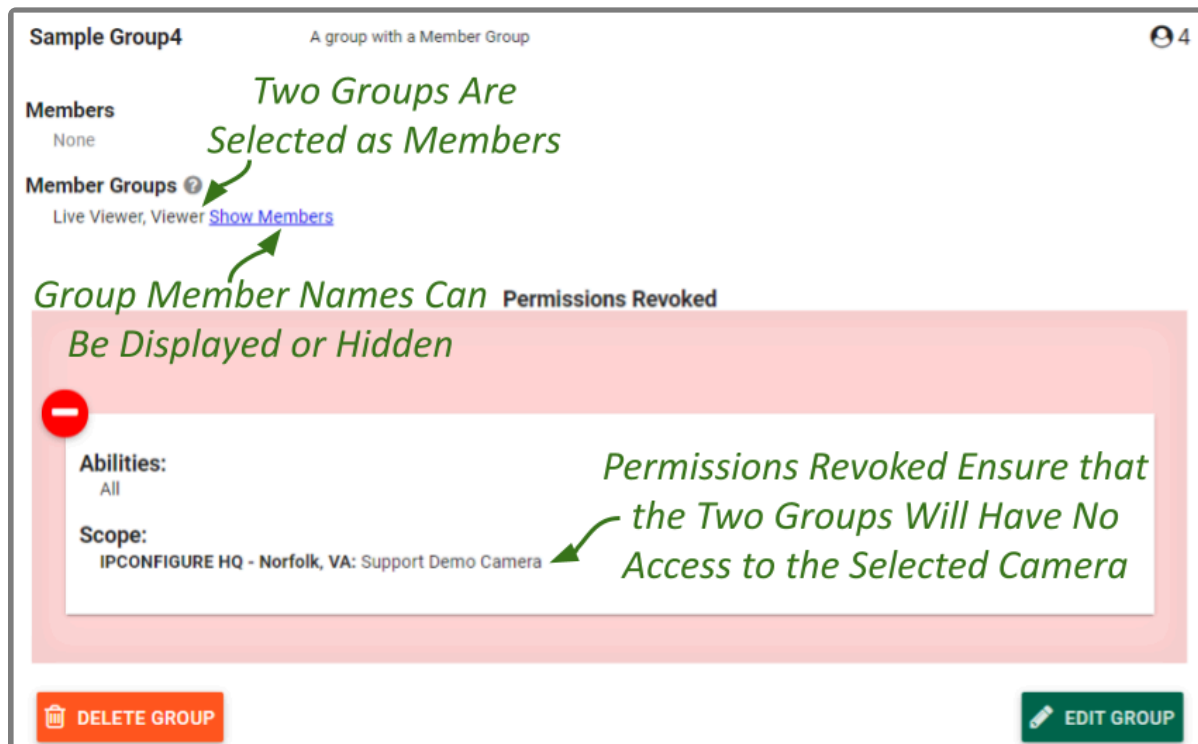 Sample Group4 A group with a Member Group 4
Two Groups Are
Selected as Members
Members
None
Member Groups ?
Live Viewer, Viewer Show Members
Group Member Names Can
Be Displayed or Hidden
Permissions Revoked
Abilities:
All
Scope:
IPCONFIGURE HQ - Norfolk, VA: Support Demo Camera
Permissions Revoked Ensure that
the Two Groups Will Have No
Access to the Selected Camera
DELETE GROUP
EDIT GROUP